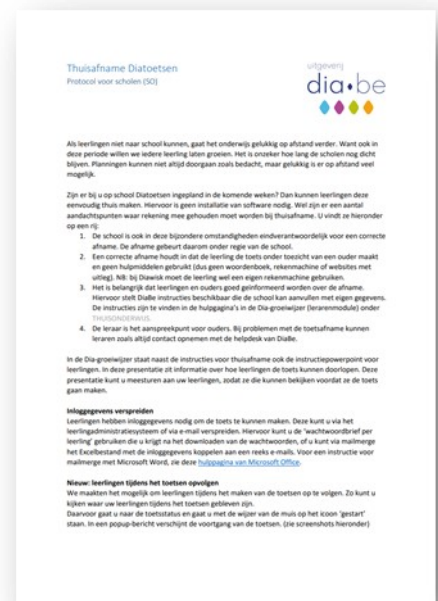 Thuisafname Diatoetsen
Protocol voor scholen (SO)
uitgeverij
dia•be
Als leerlingen niet naar school kunnen, gaat het onderwijs gelukkig op afstand verder. Want ook in
deze periode willen we iedere leerling laten groeien. Het is onzeker hoe lang de scholen nog dicht
blijven. Planningen kunnen niet altijd doorgaan zoals bedacht, maar gelukkig is er op afstand veel
mogelijk.
Zijn er bij u op school Diatoetsen ingepland in de komende weken? Dan kunnen leerlingen deze
eenvoudig thuis maken. Hiervoor is geen installatie van software nodig. Wel zijn er een aantal
aandachtspunten waar rekening mee gehouden moet worden bij thuisafname. U vindt ze hieronder
op een rij:
1. De school is ook in deze bijzondere omstandigheden eindverantwoordelijk voor een correcte
afname. De afname gebeurt daarom onder regie van de school.
2. Een correcte afname houdt in dat de leerling de toets onder toezicht van een ouder maakt
en geen hulpmiddelen gebruikt (dus geen woordenboek, rekenmachine of websites met
uitleg). NB: bij Diawisk moet de leerling wel een eigen rekenmachine gebruiken.
3. Het is belangrijk dat leerlingen en ouders goed geïnformeerd worden over de afname.
Hiervoor stelt DiaBe instructies beschikbaar die de school kan aanvullen met eigen gegevens.
De instructies zijn te vinden in de hulppagina's in de Dia-groeiwijzer (lerarenmodule) onder
THUISONDERWIJS.
4. De leraar is het aanspreekpunt voor ouders. Bij problemen met de toetsafname kunnen
leraren zoals altijd contact opnemen met de helpdesk van DiaBe.
In de Dia-groeiwijzer staat naast de instructies voor thuisafname ook de instructiepowerpoint voor
leerlingen. In deze presentatie zit informatie over hoe leerlingen de toets kunnen doorlopen. Deze
presentatie kunt u meesturen aan uw leerlingen, zodat ze die kunnen bekijken voordat ze de toets
gaan maken.
Inloggegevens verspreiden
Leerlingen hebben inloggegevens nodig om de toets te kunnen maken. Deze kunt u via het
leerlingadministratiesysteem of via e-mail verspreiden. Hiervoor kunt u de 'wachtwoordbrief per
leerling' gebruiken die u krijgt na het downloaden van de wachtwoorden, of u kunt via mailmerge
het Excelbestand met de inloggegevens koppelen aan een reeks e-mails. Voor een instructie voor
mailmerge met Microsoft Word, zie deze hulppagina van Microsoft Office.
Nieuw: leerlingen tijdens het toetsen opvolgen
We maakten het mogelijk om leerlingen tijdens het maken van de toetsen op te volgen. Zo kunt u
kijken waar uw leerlingen tijdens het toetsen gebleven zijn.
Daarvoor gaat u naar de toetsstatus en gaat u met de wijzer van de muis op het icoon 'gestart'
staan. In een popup-bericht verschijnt de voortgang van de toetsen. (zie screenshots hieronder)